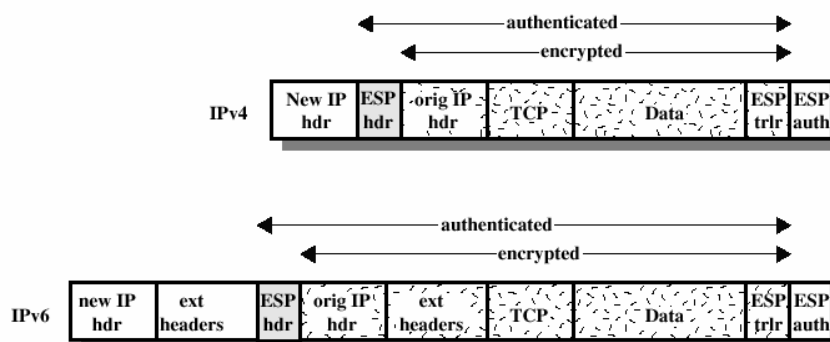 authenticated
encrypted
IPv4
New IP hdr
ESP hdr
orig IP hdr
TCP
Data
ESP trlr
ESP auth
authenticated
encrypted
IPv6
new IP hdr
ext headers
ESP hdr
orig IP hdr
ext headers
TCP
Data
ESP trlr
ESP auth